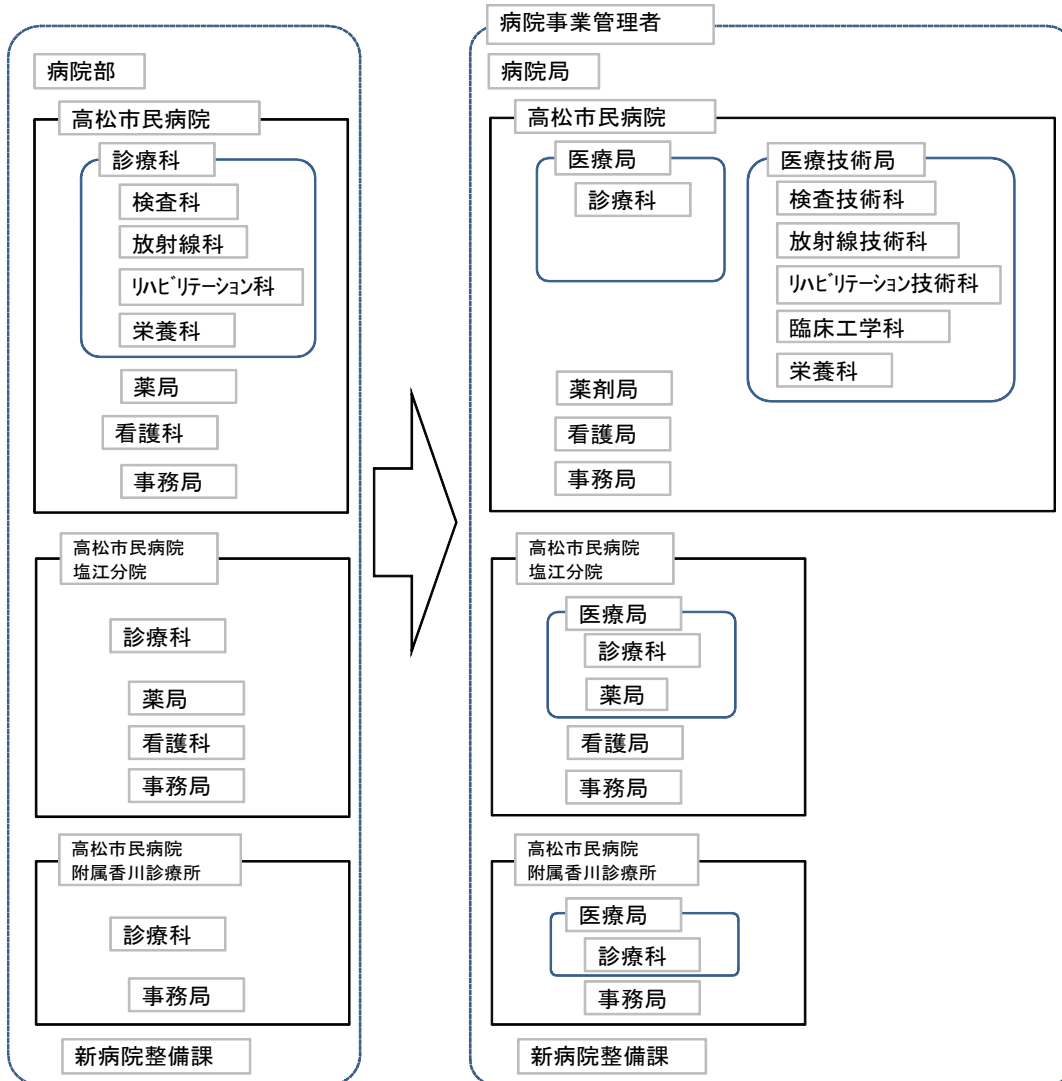 病院部
高松市民病院
診療科
検査科
放射線科
ﾘﾊﾋﾞﾘﾃｰｼｮﾝ科
栄養科
薬局
看護科
事務局
高松市民病院
塩江分院
診療科
薬局
看護科
事務局
高松市民病院
附属香川診療所
診療科
事務局
新病院整備課
病院事業管理者
病院局
高松市民病院
医療局
診療科
医療技術局
検査技術科
放射線技術科
ﾘﾊﾋﾞﾘﾃｰｼｮﾝ技術科
臨床工学科
栄養科
薬剤局
看護局
事務局
高松市民病院
塩江分院
医療局
診療科
薬局
看護局
事務局
高松市民病院
附属香川診療所
医療局
診療科
事務局
新病院整備課